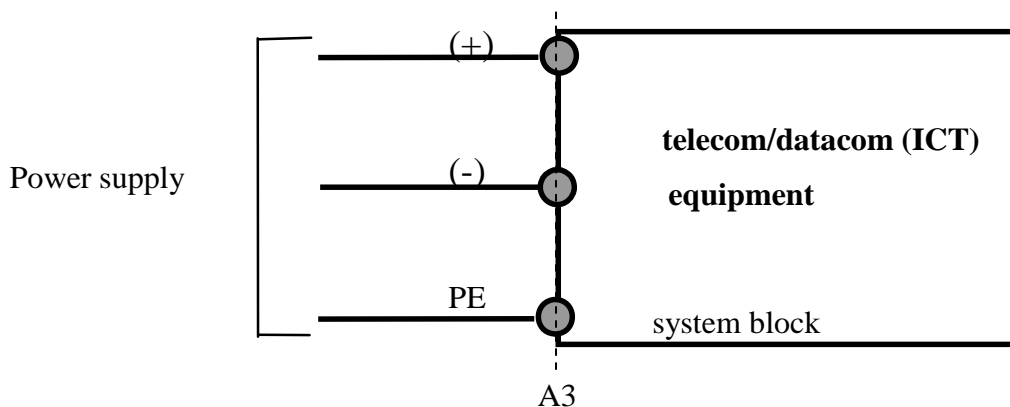 (+)
telecom/datacom (ICT)
Power supply
(-)
equipment
PE
system block
A3